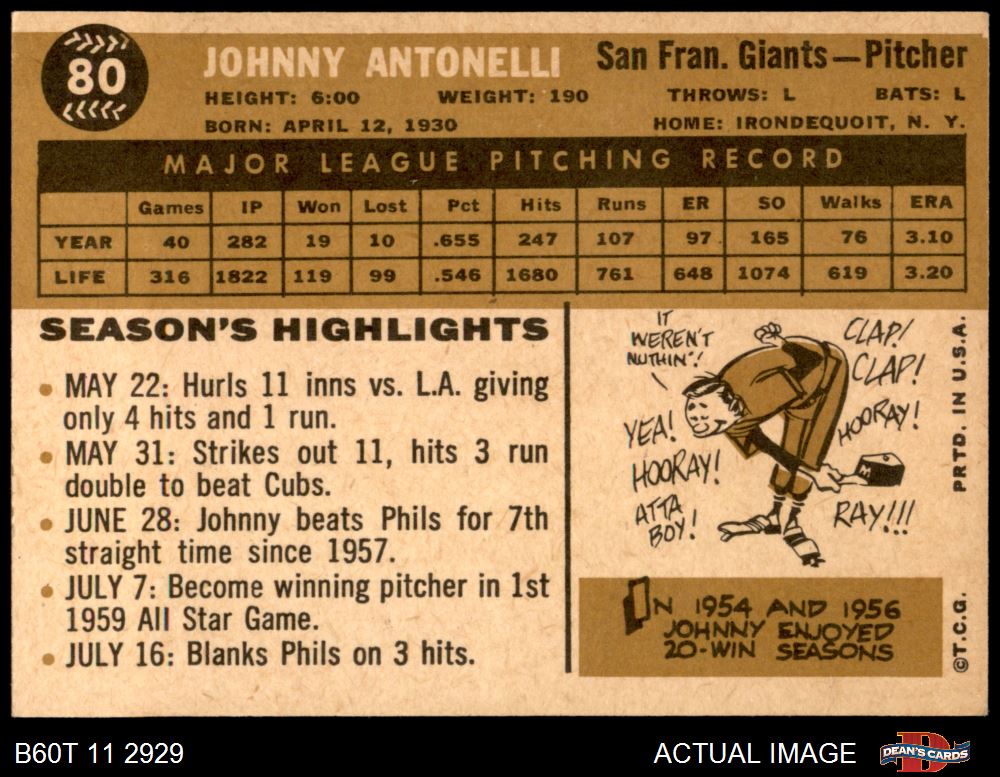 80
JOHNNY ANTONELLI
San Fran. Giants—Pitcher
HEIGHT: 6:00 WEIGHT: 190 THROWS: L BATS: L
BORN: APRIL 12, 1930 HOME: IRONDEQUOIT, N. Y.
MAJOR LEAGUE PITCHING RECORD
Games IP Won Lost Pct Hits Runs ER SO Walks ERA
YEAR 40 282 19 10 .655 247 107 97 165 76 3.10
LIFE 316 1822 119 99 .546 1680 761 648 1074 619 3.20
SEASON'S HIGHLIGHTS
• MAY 22: Hurls 11 inns vs. L.A. giving
only 4 hits and 1 run.
• MAY 31: Strikes out 11, hits 3 run
double to beat Cubs.
• JUNE 28: Johnny beats Phils for 7th
straight time since 1957.
• JULY 7: Become winning pitcher in 1st
1959 All Star Game.
• JULY 16: Blanks Phils on 3 hits.
IT
WEREN'T
NUTHIN'!
CLAP!
CLAP!
YEA!
HOORAY!
HOORAY!
ATTA
BOY!
RAY!!!
IN 1954 AND 1956
JOHNNY ENJOYED
20-WIN SEASONS
PRTD. IN U.S.A.
©T.C.G.
B60T 11 2929
ACTUAL IMAGE
DEAN'S CARDS